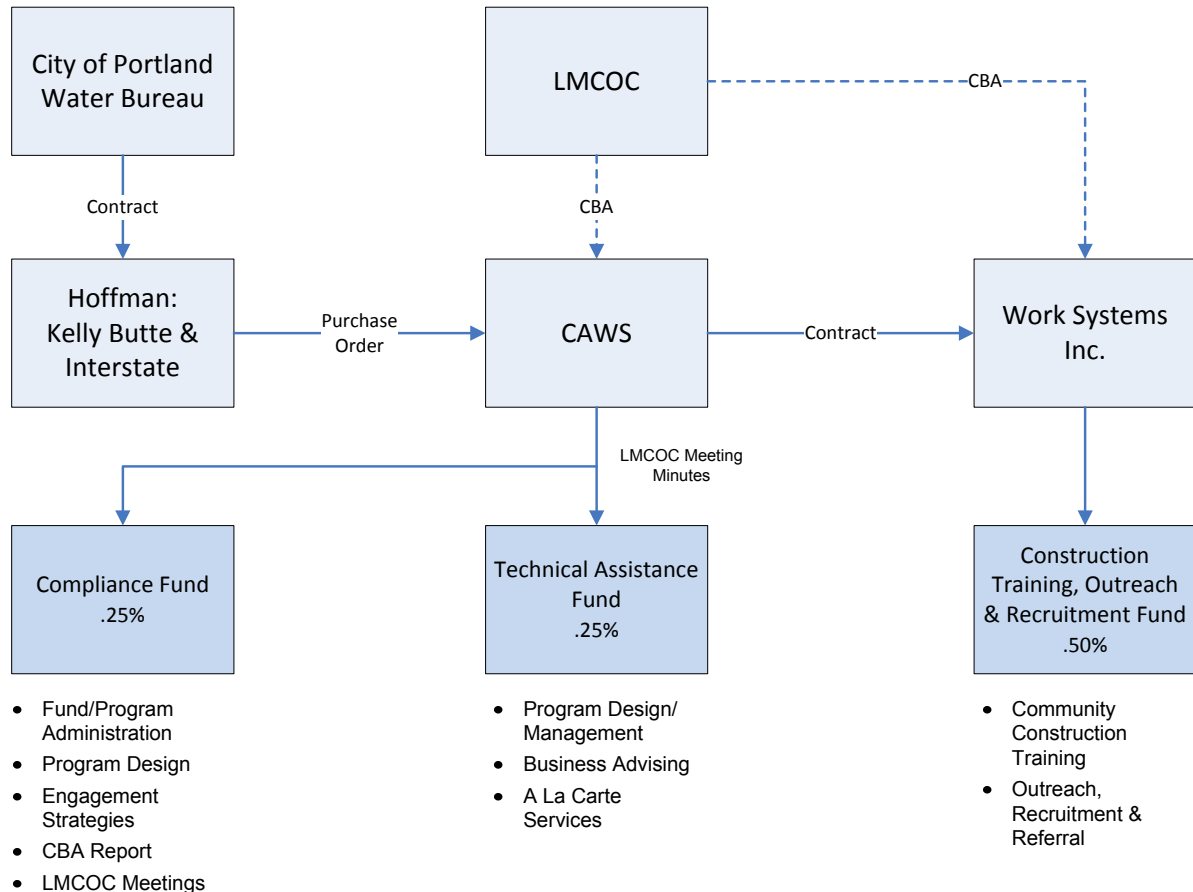 City of Portland
Water Bureau
LMCOC
CBA
Contract
CBA
Hoffman:
Kelly Butte &
Interstate
Purchase
Order
CAWS
Contract
Work Systems
Inc.
LMCOC Meeting
Minutes
Compliance Fund
.25%
Technical Assistance
Fund
.25%
Construction
Training, Outreach
& Recruitment Fund
.50%
• Fund/Program
Administration
• Program Design
• Engagement
Strategies
• CBA Report
• LMCOC Meetings
• Program Design/
Management
• Business Advising
• A La Carte
Services
• Community
Construction
Training
• Outreach,
Recruitment &
Referral